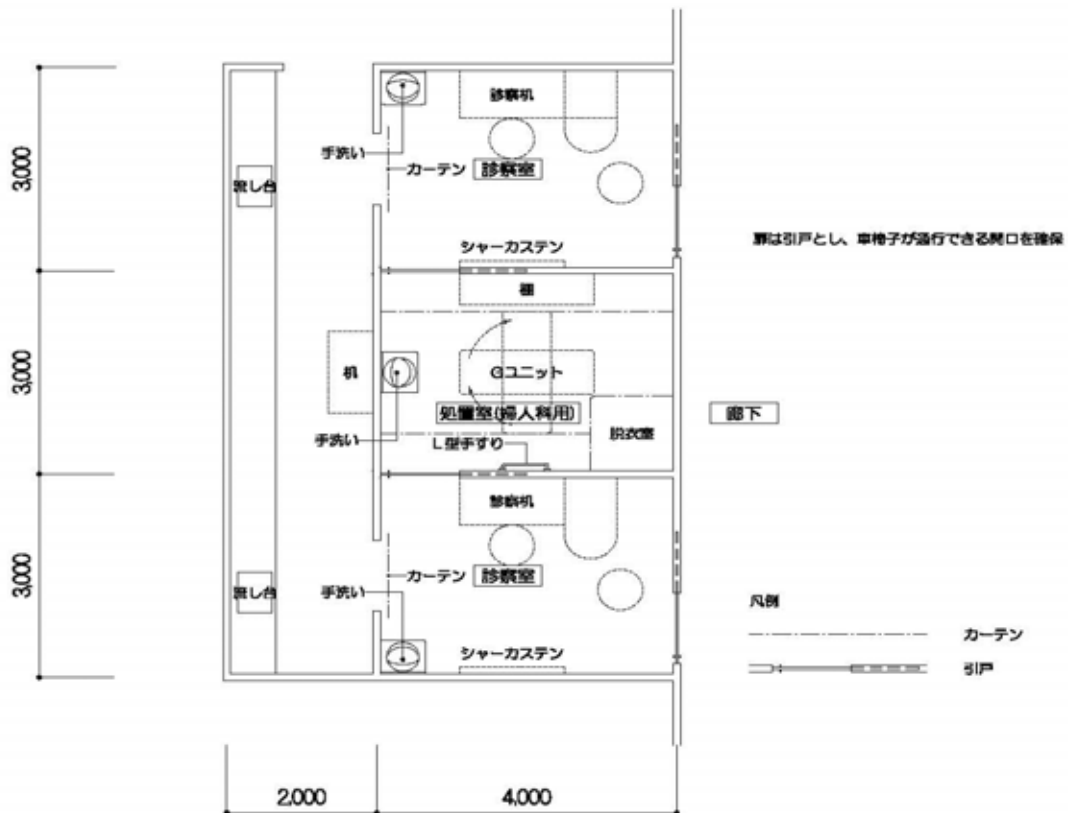 診察机
手洗い
カーテン
診察室
3,000
流し台
扉は引戸とし、車椅子が通行できる開口を確保
シャーカステン
棚
机
Gユニット
3,000
処置室(婦人科用)
廊下
脱衣室
手洗い
L型手すり
診察机
3,000
流し台
手洗い
カーテン
診察室
凡例
カーテン
シャーカステン
引戸
2,000
4,000